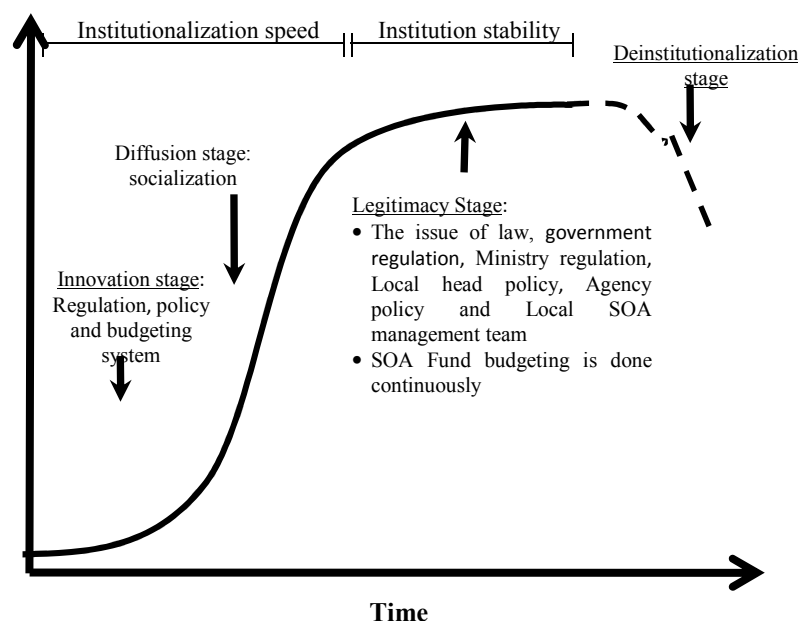 Institutionalization speed
Institution stability
Deinstitutionalization
stage
Diffusion stage:
socialization
Innovation stage:
Regulation, policy
and budgeting
system
Legitimacy Stage:
• The issue of law, government
regulation, Ministry regulation,
Local head policy, Agency
policy and Local SOA
management team
• SOA Fund budgeting is done
continuously
Time